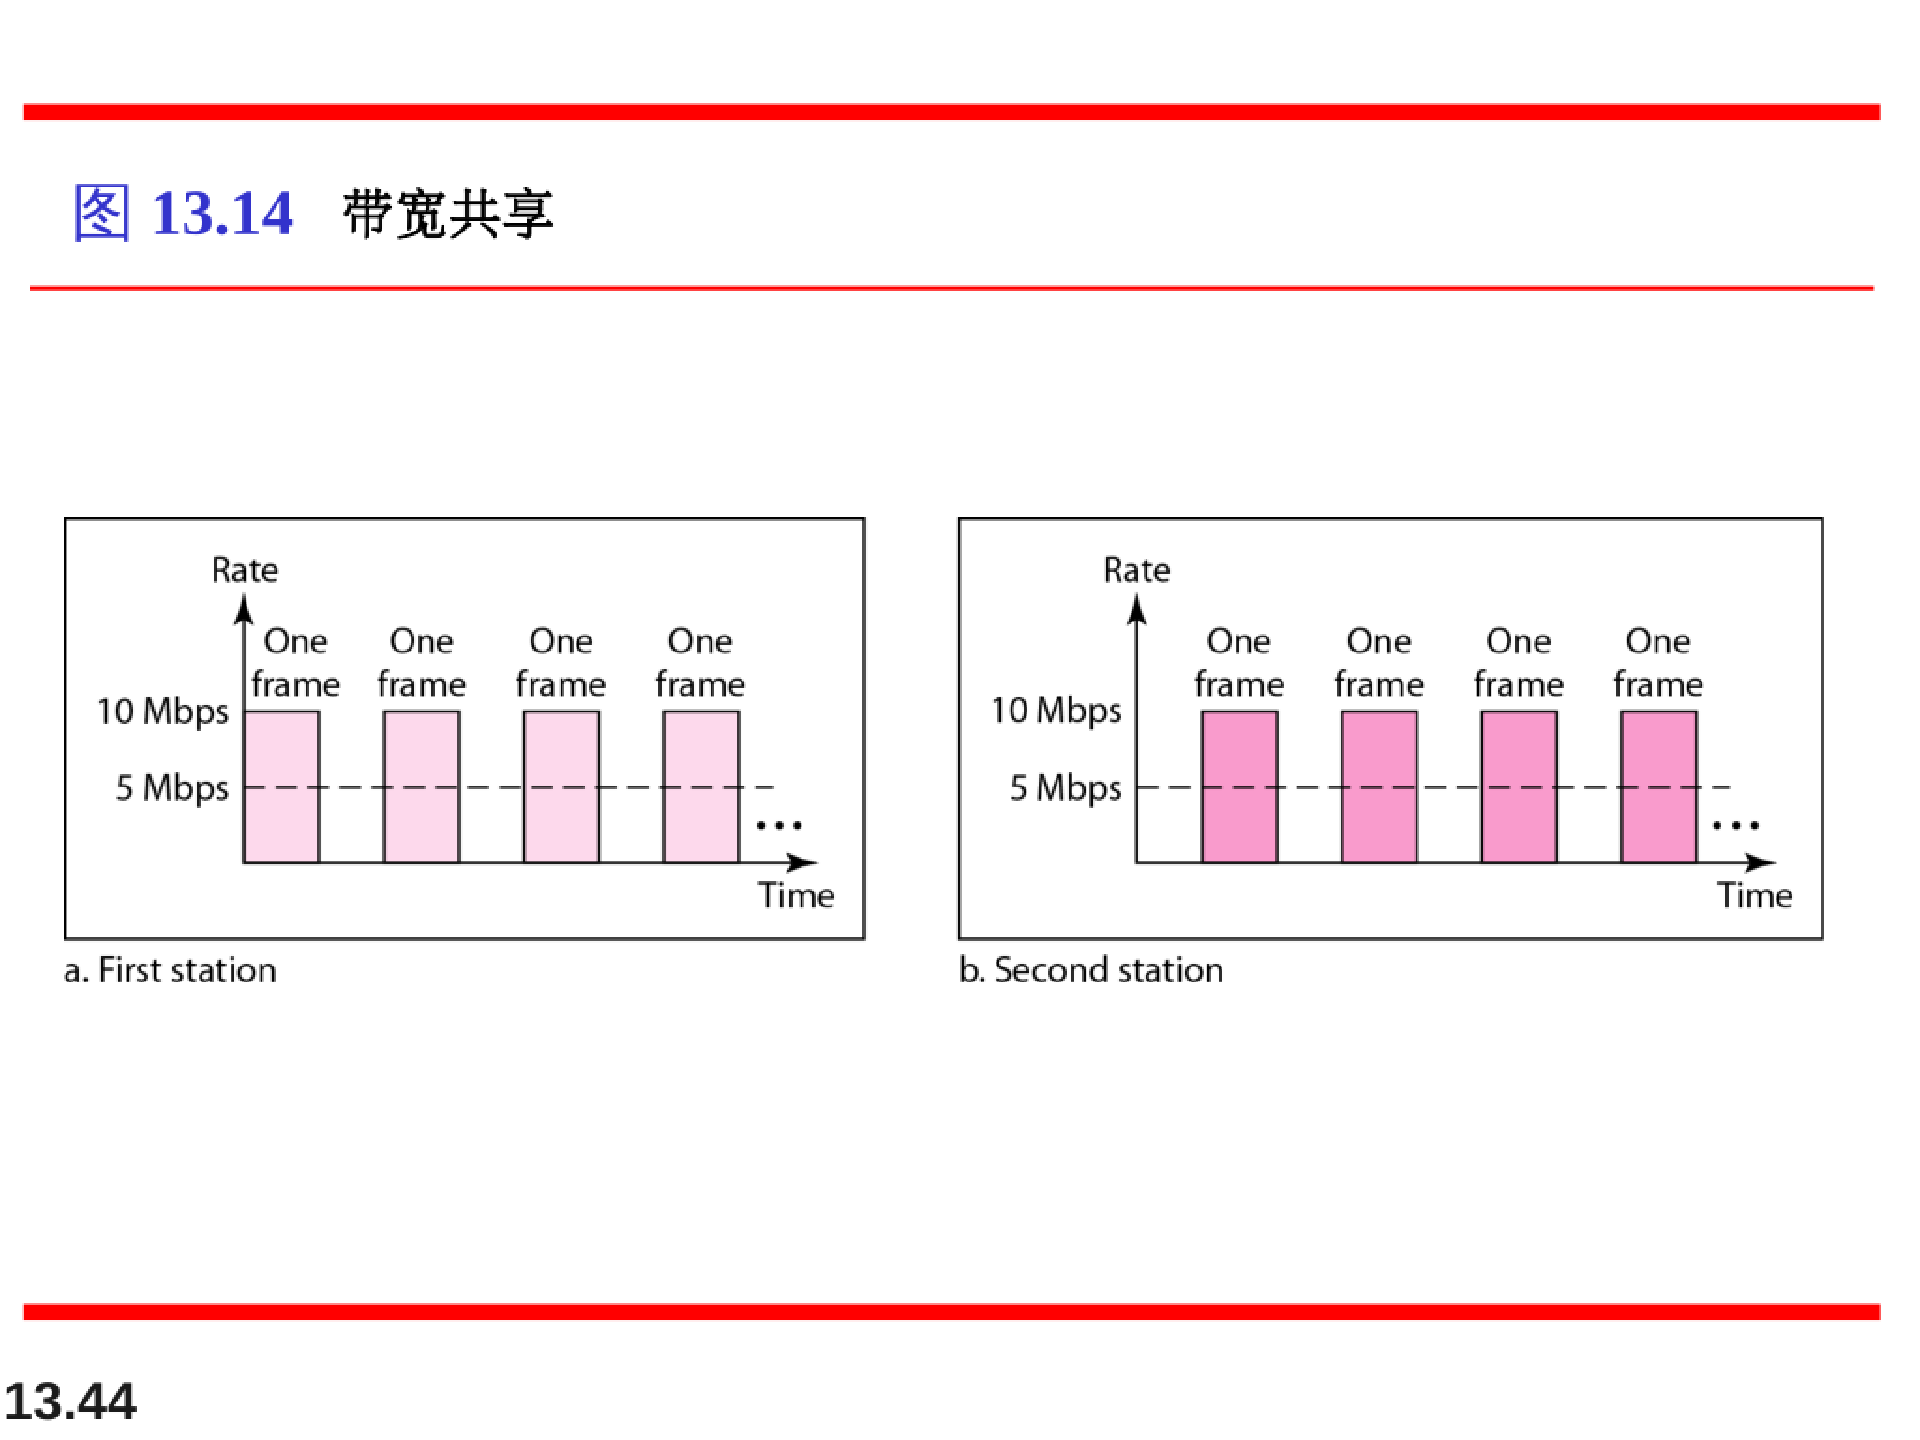 图 13.14 带宽共享
Rate
One One One One
frame frame frame frame
10 Mbps
5 Mbps
...
Time
a. First station
Rate
One One One One
frame frame frame frame
10 Mbps
5 Mbps
...
Time
b. Second station
13.44